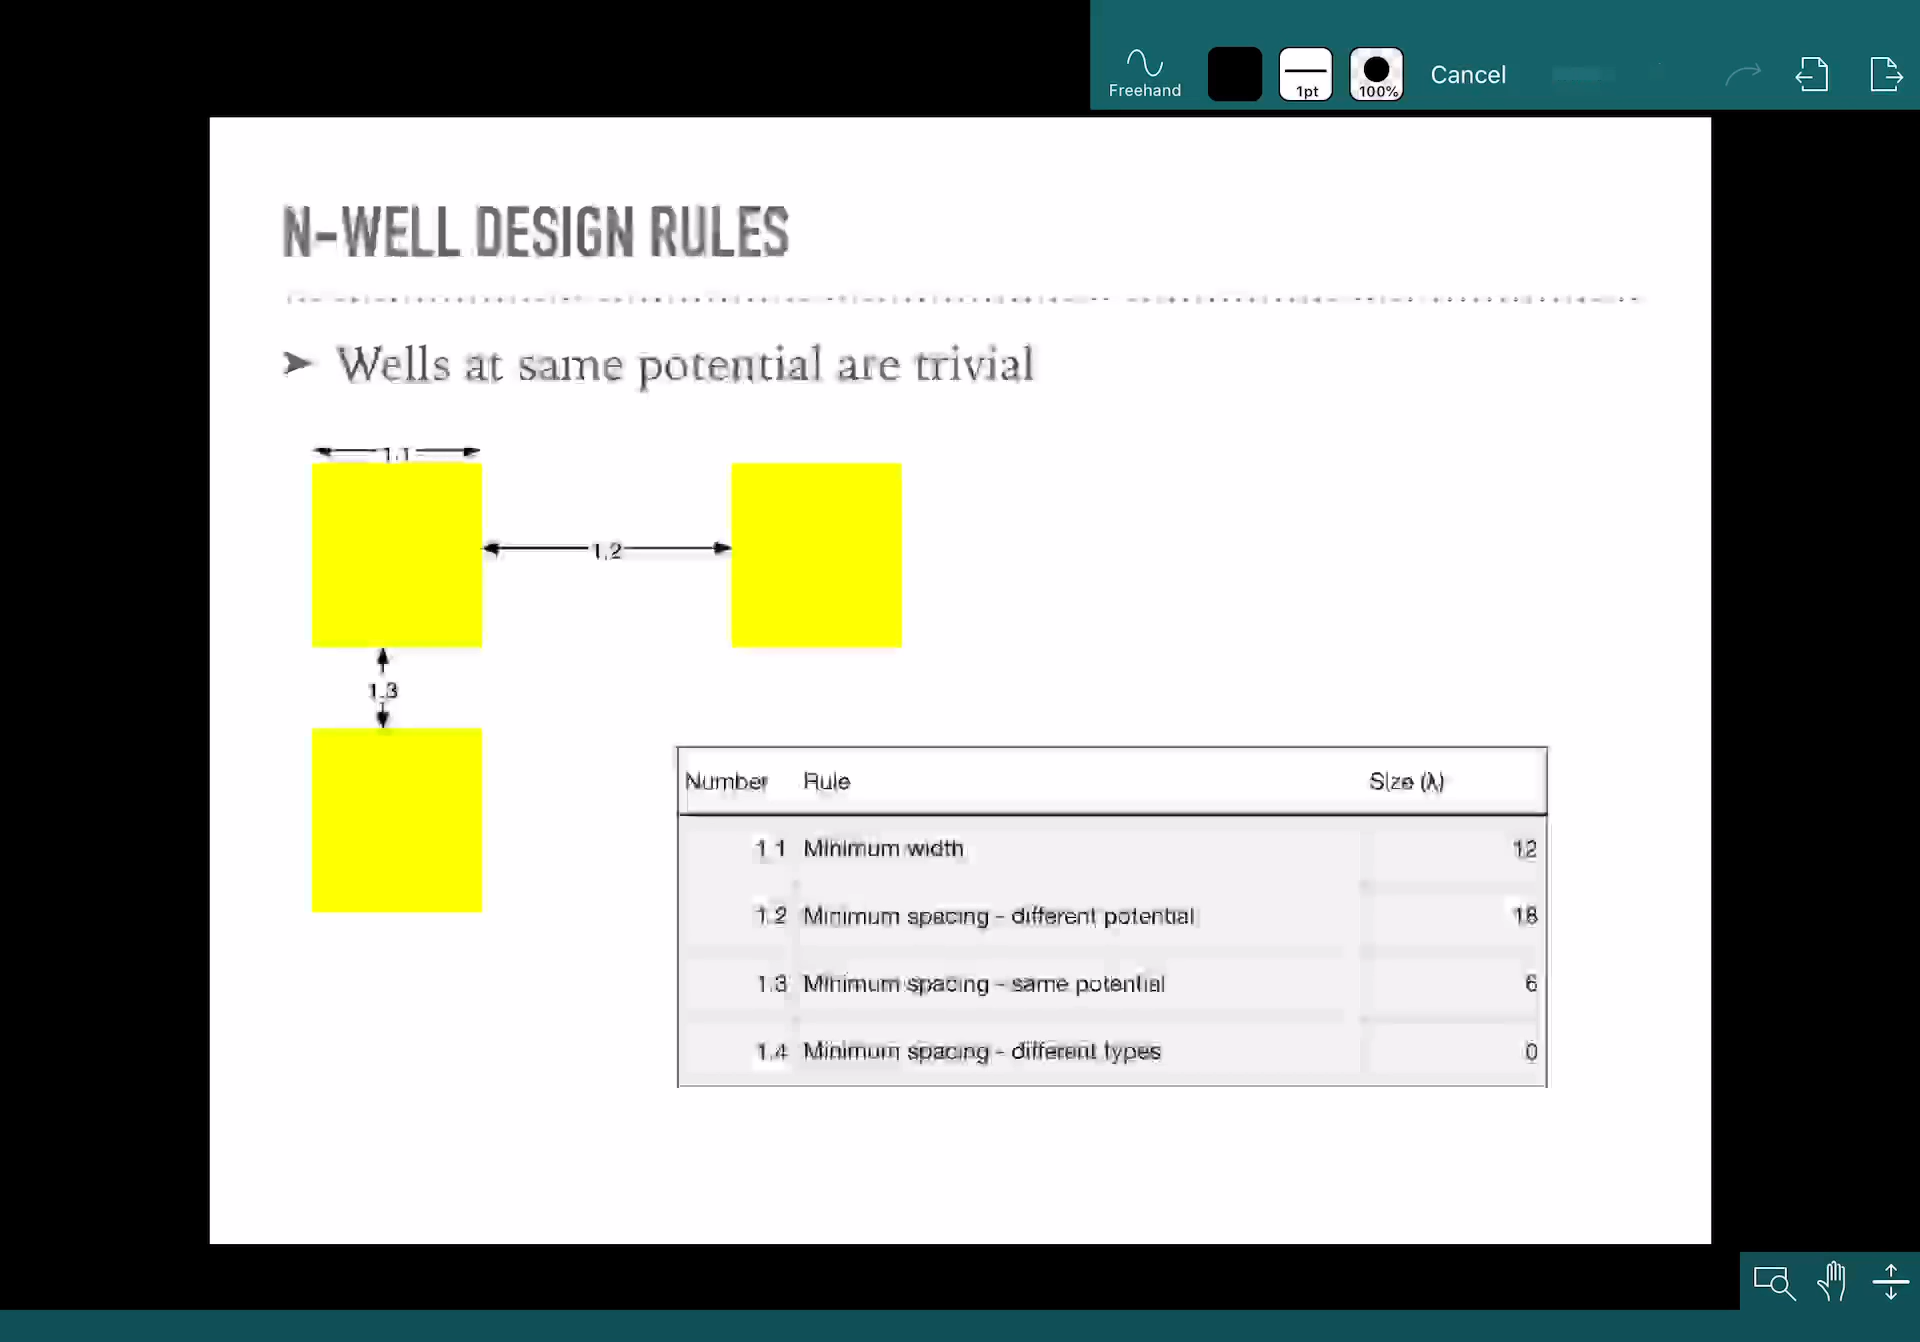 Freehand
1pt
100%
Cancel
N-WELL DESIGN RULES
➤ Wells at same potential are trivial
1.1
1.2
1.3
Number Rule Size (λ)
1.1 Minimum width 12
1.2 Minimum spacing - different potential 18
1.3 Minimum spacing - same potential 6
1.4 Minimum spacing - different types 0